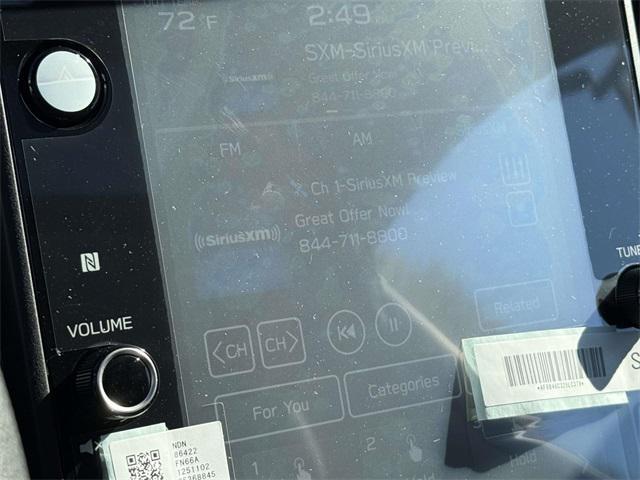 72 F
2:49
SXM-SiriusXM Previ...
SiriusXM
Great Offer Now!
844-711-8800
FM
AM
Ch 1-SiriusXM Preview
Great Offer Now!
((SiriusXM))
844-711-8800
TUNE
N
VOLUME
Related
<CH
CH>
For You
Categories
NDN
86422
FN66A
1251102
1
2
Hold